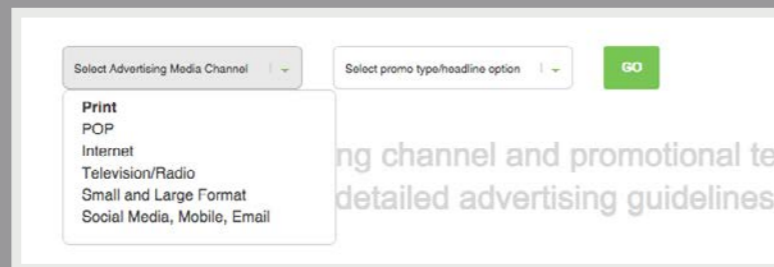 Select Advertising Media Channel
Select promo type/headline option
GO
Print
POP
Internet
Television/Radio
Small and Large Format
Social Media, Mobile, Email
ng channel and promotional te
detailed advertising guidelines